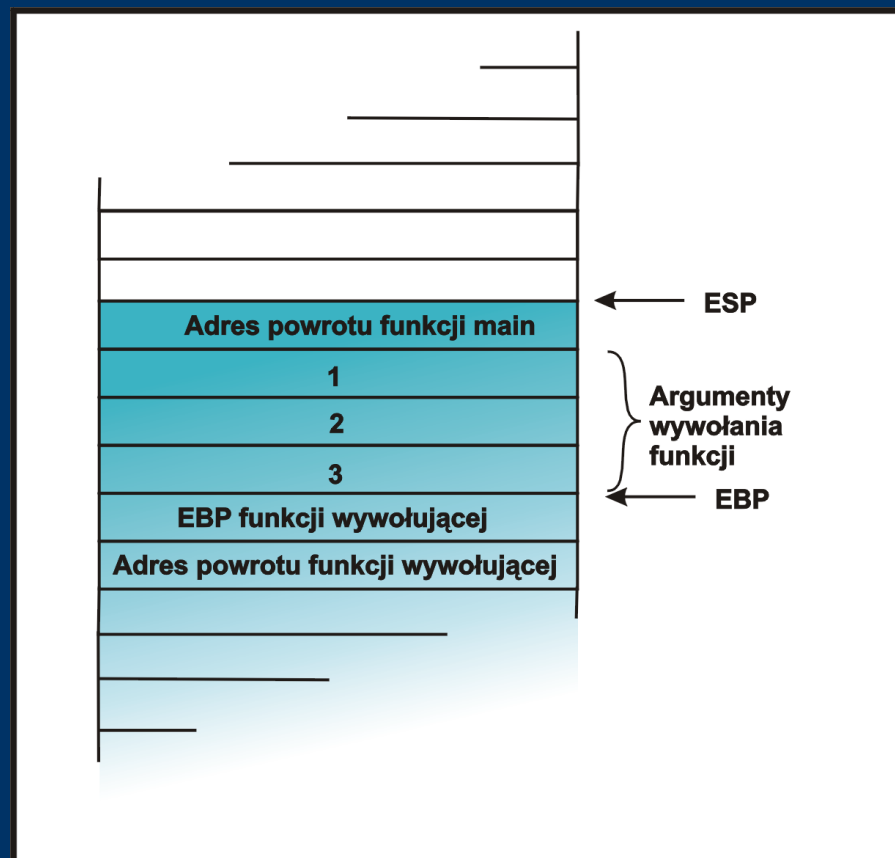 ESP
Adres powrotu funkcji main
1
2
3
Argumenty
wywołania
funkcji
EBP
EBP funkcji wywołującej
Adres powrotu funkcji wywołującej